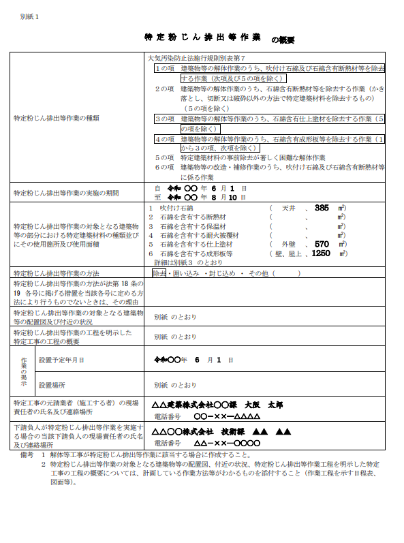 別紙1
特定粉じん排出等作業の概要
特定粉じん排出等作業の種類
大気汚染防止法施行規則別表第7
1の項 建築物等の解体作業のうち、吹付け石綿及び石綿含有断熱材等を除去
する作業(次項及び5の項を除く)
2の項 建築物等の解体作業のうち、石綿含有断熱材等を除去する作業(かき
落とし、切断又は破砕以外の方法で特定建築材料を除去するもの)
(5の項を除く)
3の項 建築物等の解体等作業のうち、石綿含有仕上塗材を除去する作業(5
の項を除く)
4の項 建築物等の解体等作業のうち、石綿含有成形板等を除去する作業(1
から3の項、次項を除く)
5の項 特定建築材料の事前除去が著しく困難な解体作業
6の項 建築物等の改造・補修作業のうち、吹付け石綿及び石綿含有断熱材等
に係る作業
特定粉じん排出等作業の実施の期間
自 令和 〇〇 年 6 月 1 日
至 令和 〇〇 年 8 月 10 日
特定粉じん排出等作業の対象となる建築物
等の部分における特定建築材料の種類並び
にその使用箇所及び使用面積
1 吹付け石綿 ( 天井 、 385 ㎡)
2 石綿を含有する断熱材 ( 、 ㎡)
3 石綿を含有する保温材 ( 、 ㎡)
4 石綿を含有する耐火被覆材 ( 、 ㎡)
5 石綿を含有する仕上塗材 ( 外壁 、 570 ㎡)
6 石綿を含有する成形板等 ( 壁、屋上 、 1250 ㎡)
詳細は別紙3 のとおり
特定粉じん排出等作業の方法
除去・囲い込み ・封じ込め ・ その他( )
特定粉じん排出等作業の方法が法第18条の
19 各号に掲げる措置を当該各号に定める方
法により行うものでないときは、その理由
特定粉じん排出等作業の対象となる建築物
等の配置図及び付近の状況
別紙 のとおり
特定粉じん排出等作業の工程を明示した
特定工事の工程の概要
別紙 のとおり
作業の掲示
設置予定年月日
令和〇〇年 6 月 1 日
設置場所
別紙 のとおり
特定工事の元請業者(施工する者)の現場
責任者の氏名及び連絡場所
△△建築株式会社〇〇課 大阪 太郎
電話番号 〇〇－××－△△△△
下請負人が特定粉じん排出等作業を実施す
る場合の当該下請負人の現場責任者の氏名
及び連絡場所
△△〇〇株式会社 技術課 ▲▲ ▲▲
電話番号 △△－××－〇〇〇〇
備考 1 解体等工事が特定粉じん排出等作業に該当する場合に作成すること。
2 特定粉じん排出等作業の対象となる建築物等の配置図、付近の状況、特定粉じん排出等作業工程を明示した特定
工事の工程の概要については、計画している作業方法等がわかるものを添付すること(作業工程を示す日程表、
図面等)。